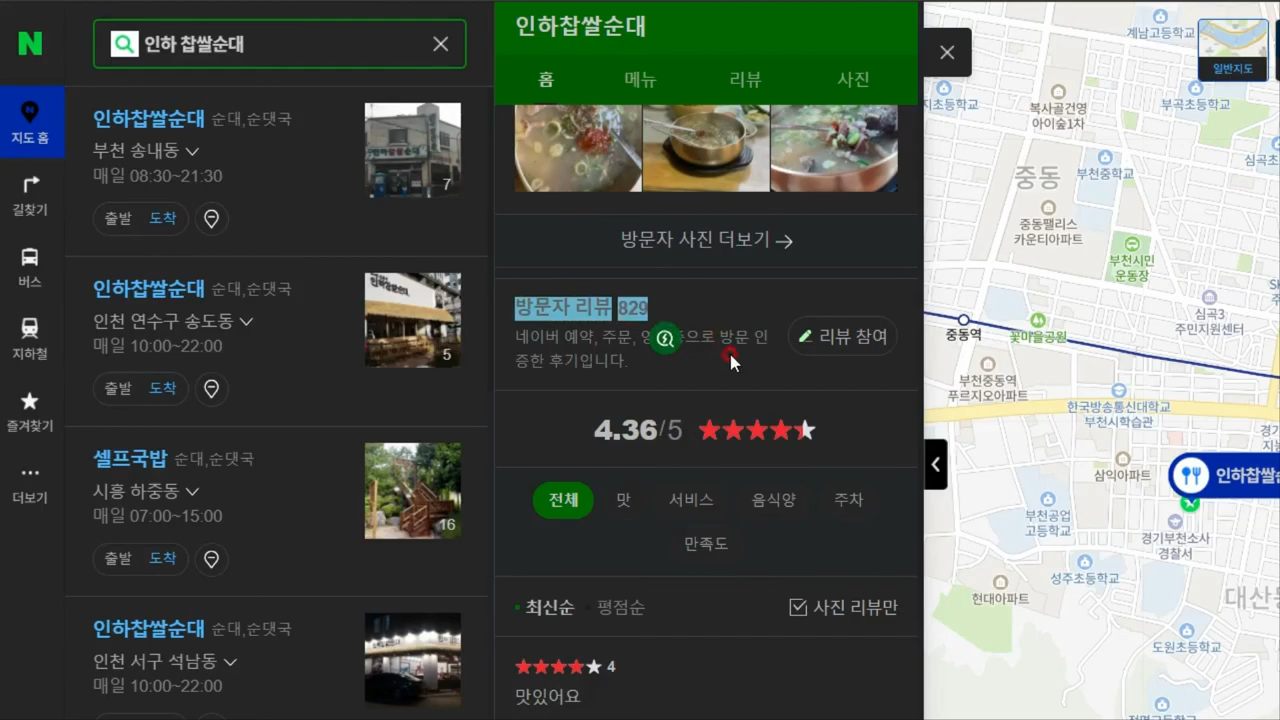 N
지도 홈
길찾기
버스
지하철
즐겨찾기
더보기
인하 찹쌀순대
인하찹쌀순대 순대,순댓국
부천 송내동
매일 08:30~21:30
출발 도착
7
인하찹쌀순대 순대,순댓국
인천 연수구 송도동
매일 10:00~22:00
출발 도착
5
셀프국밥 순대,순댓국
시흥 하중동
매일 07:00~15:00
출발 도착
16
인하찹쌀순대 순대,순댓국
인천 서구 석남동
매일 10:00~22:00
인하찹쌀순대
홈 메뉴 리뷰 사진
방문자 사진 더보기
방문자 리뷰 829
네이버 예약, 주문, 으로 방문 인
증한 후기입니다.
리뷰 참여
4.36/5
전체 맛 서비스 음식양 주차
만족도
최신순 평점순 사진 리뷰만
4
맛있어요
일반지도
계남고등학교
지초등학교
복사골건영
아이숲1차
부곡초등학교
중동
부천중학교
심곡초
중동팰리스
카운티아파트
부천시민
운동장
심곡3
주민지원센터
중동역
꽃마을공원
부천중동역
푸르지오아파트
한국방송통신대학교
부천시학습관
삼익아파트
인하찹쌀순
부천공업
고등학교
경기부천소사
경찰서
성주초등학교
현대아파트
대산
도원초등학교